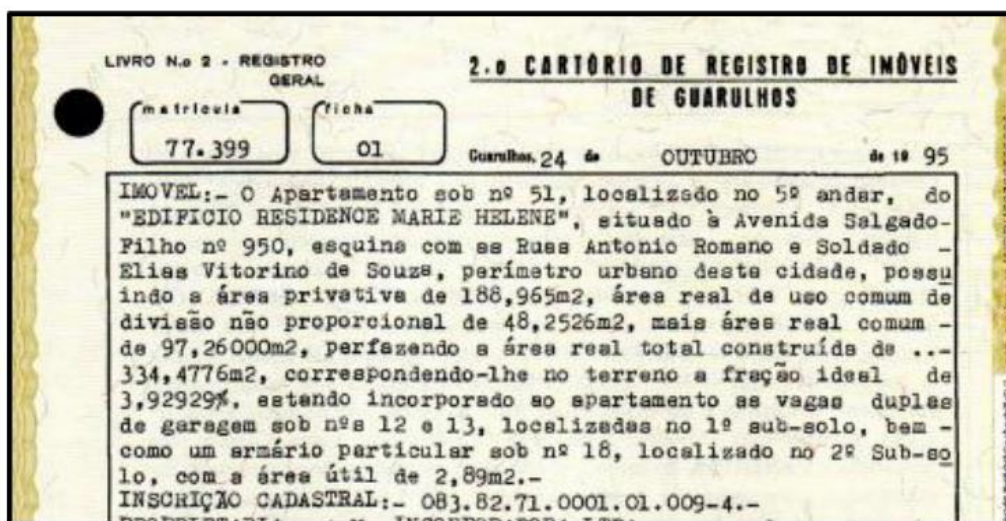 LIVRO N.o 2 - REGISTRO
GERAL
2.o CARTÓRIO DE REGISTRO DE IMÓVEIS
DE GUARULHOS
matrícula
ficha
77.399
01
Guarulhos, 24 de OUTUBRO de 19 95
IMOVEL:- O Apartamento sob nº 51, localizado no 5º andar, do
"EDIFICIO RESIDENCE MARIE HELENE", situado à Avenida Salgado-
Filho nº 950, esquina com as Ruas Antonio Romano e Soldado -
Elias Vitorino de Souza, perímetro urbano desta cidade, possu
indo a área privativa de 188,965m2, área real de uso comum de
divisão não proporcional de 48,2526m2, mais área real comum -
de 97,26000m2, perfazendo a área real total construída de ..-
334,4776m2, correspondendo-lhe no terreno a fração ideal de
3,92929%, estando incorporado ao apartamento as vagas duplas
de garagem sob nºs 12 e 13, localizadas no 1º sub-solo, bem -
como um armário particular sob nº 18, localizado no 2º Sub-so
lo, com a área útil de 2,89m2.-
INSCRIÇÃO CADASTRAL:- 083.82.71.0001.01.009-4.-